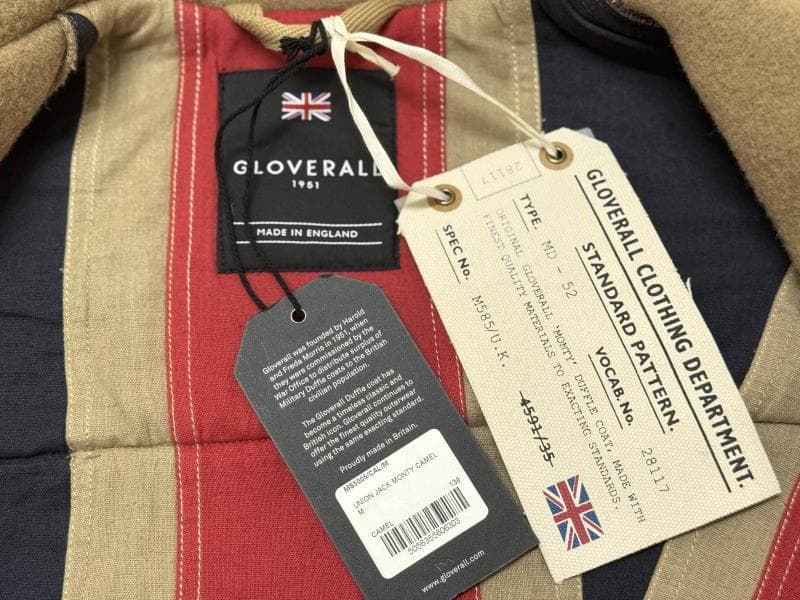 GLOVERALL
1951
MADE IN ENGLAND
Gloverall was founded by Harold
and Freda Morris in 1951, when
they were commissioned by the
War Office to distribute surplus of
Military Duffle coats to the British
civilian population.
The Gloverall Duffle coat has
become a timeless classic and
British Icon. Gloverall continues to
offer the finest quality outerwear
using the same exacting standard.
Proudly made in Britain.
MS5095/CAL/M
UNION JACK MONTY CAMEL
M
139
CAMEL
5056355606303
www.gloverall.com
GLOVERALL CLOTHING DEPARTMENT.
STANDARD PATTERN.
28117
TYPE. MD - 52
VOCAB. No. 28117
ORIGINAL GLOVERALL 'MONTY' DUFFLE COAT, MADE WITH
FINEST QUALITY MATERIALS TO EXACTING STANDARDS.
SPEC No. M585/U.K.
4591/35